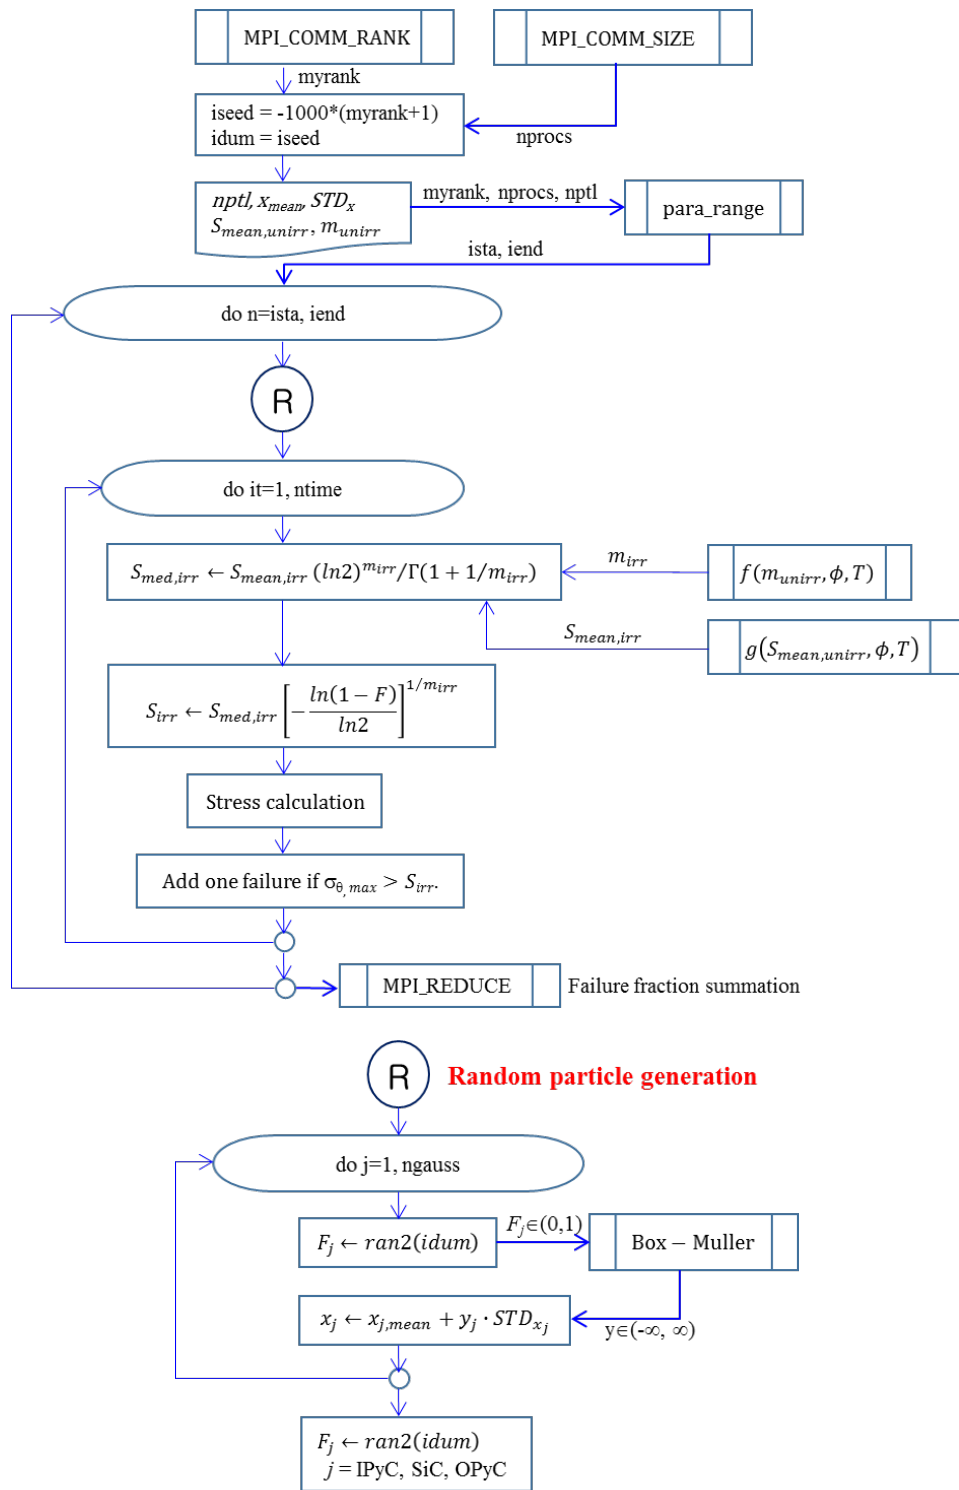 MPI_COMM_RANK
MPI_COMM_SIZE
myrank
iseed = -1000*(myrank+1)
idum = iseed
nprocs
nptl, x_mean, STD_x
S_mean,unirr, m_unirr
myrank, nprocs, nptl
para_range
ista, iend
do n=ista, iend
R
do it=1, ntime
S_med,irr ← S_mean,irr (ln2)^m_irr/Γ(1 + 1/m_irr)
m_irr
f(m_unirr, ϕ, T)
S_mean,irr
g(S_mean,unirr, ϕ, T)
S_irr ← S_med,irr [− ln(1 − F) / ln2]^1/m_irr
Stress calculation
Add one failure if σ_θ,max > S_irr.
MPI_REDUCE
Failure fraction summation
R
Random particle generation
do j=1, ngauss
F_j ← ran2(idum)
F_j∈(0,1)
Box − Muller
x_j ← x_j,mean + y_j · STD_x_j
y∈(-∞, ∞)
F_j ← ran2(idum)
j = IPyC, SiC, OPyC